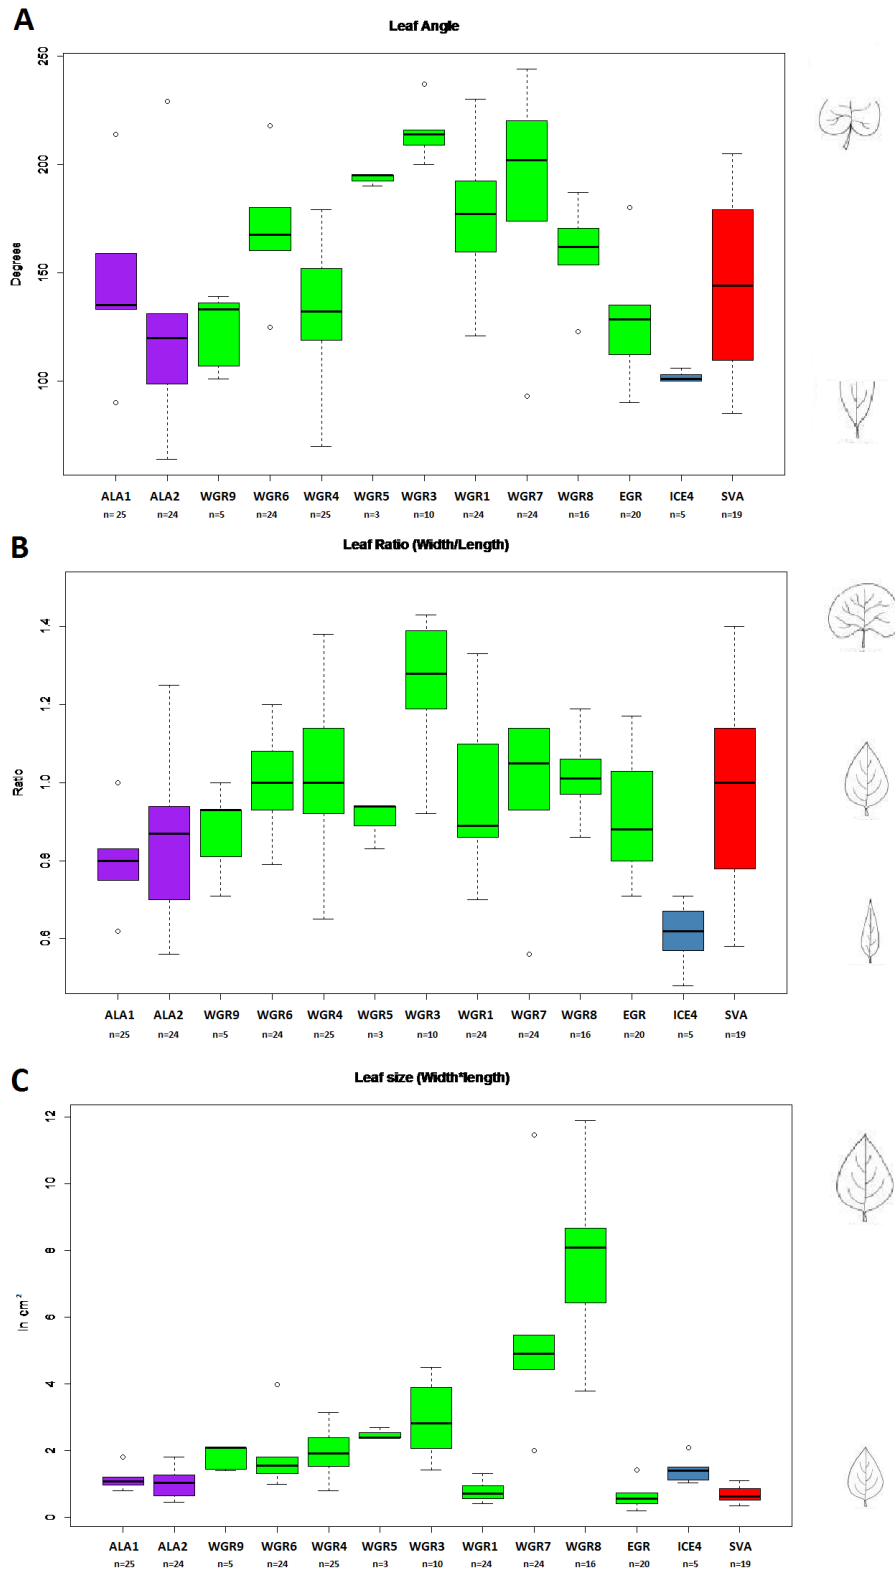 A
Leaf Angle
250
200
150
100
Degrees
ALA1 ALA2 WGR9 WGR6 WGR4 WGR5 WGR3 WGR1 WGR7 WGR8 EGR ICE4 SVA
n= 25 n=24 n=5 n=24 n=25 n=3 n=10 n=24 n=24 n=16 n=20 n=5 n=19
B
Leaf Ratio (Width/Length)
1.4
1.2
1.0
0.8
0.6
Ratio
ALA1 ALA2 WGR9 WGR6 WGR4 WGR5 WGR3 WGR1 WGR7 WGR8 EGR ICE4 SVA
n=25 n=24 n=5 n=24 n=25 n=3 n=10 n=24 n=24 n=16 n=20 n=5 n=19
C
Leaf size (Width*length)
12
10
8
6
4
2
0
In cm²
ALA1 ALA2 WGR9 WGR6 WGR4 WGR5 WGR3 WGR1 WGR7 WGR8 EGR ICE4 SVA
n=25 n=24 n=5 n=24 n=25 n=3 n=10 n=24 n=24 n=16 n=20 n=5 n=19